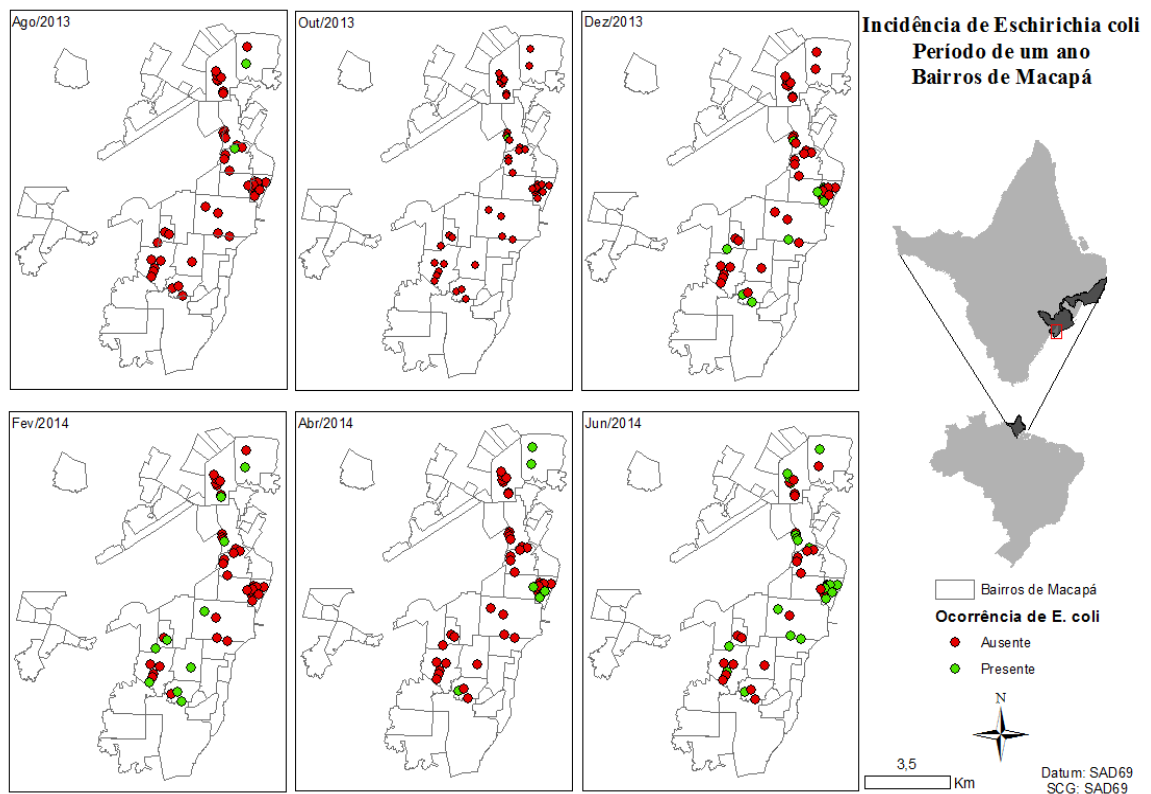 Ago/2013
Out/2013
Dez/2013
Incidência de Eschirichia coli
Período de um ano
Bairros de Macapá
Fev/2014
Abr/2014
Jun/2014
Bairros de Macapá
Ocorrência de E. coli
Ausente
Presente
N
3,5
Km
Datum: SAD69
SCG: SAD69